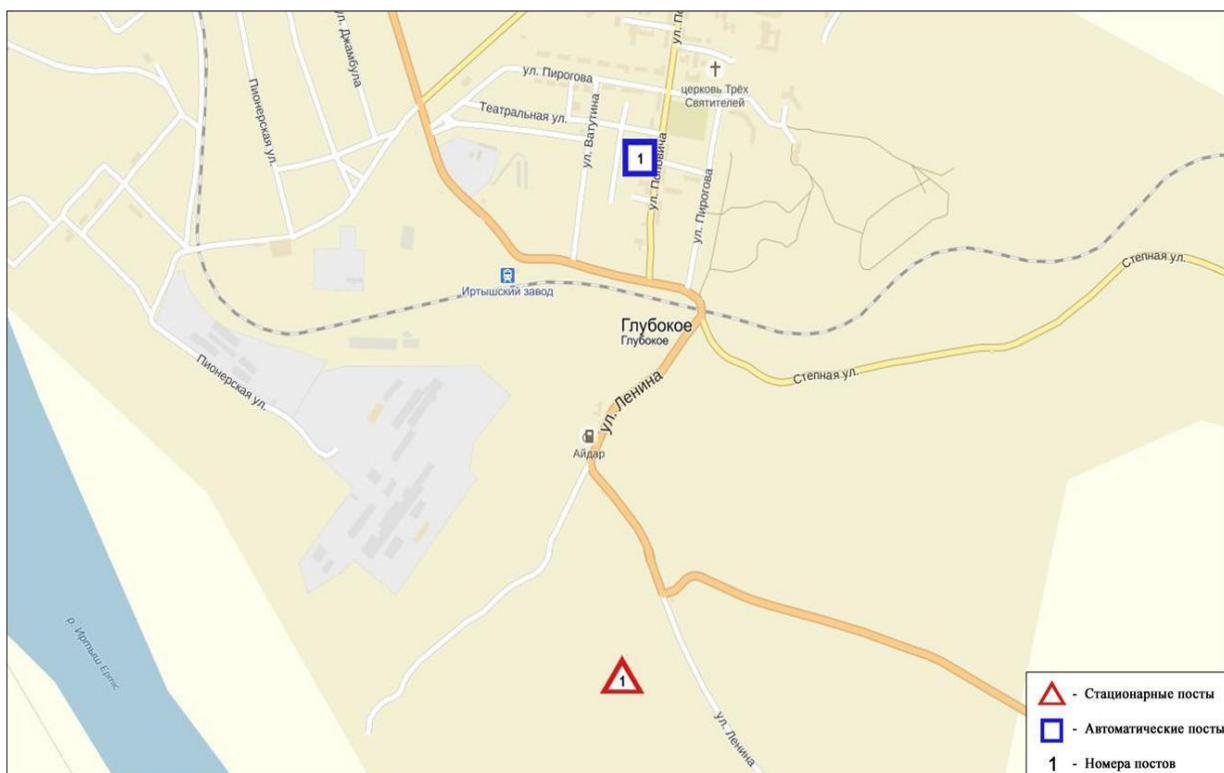 ул. Джамбула
Пионерская ул.
ул. Пирогова
Театральная ул.
ул. Ватутина
1
ул. Поповича
церковь Трёх
Святителей
ул. Пирогова
Иртышский завод
Степная ул.
Глубокое
Глубокое
Степная ул.
Пионерская ул.
ул. Ленина
Айдар
р. Иртыш Ертіс
1
ул. Ленина
- Стационарные посты
- Автоматические посты
1 - Номера постов